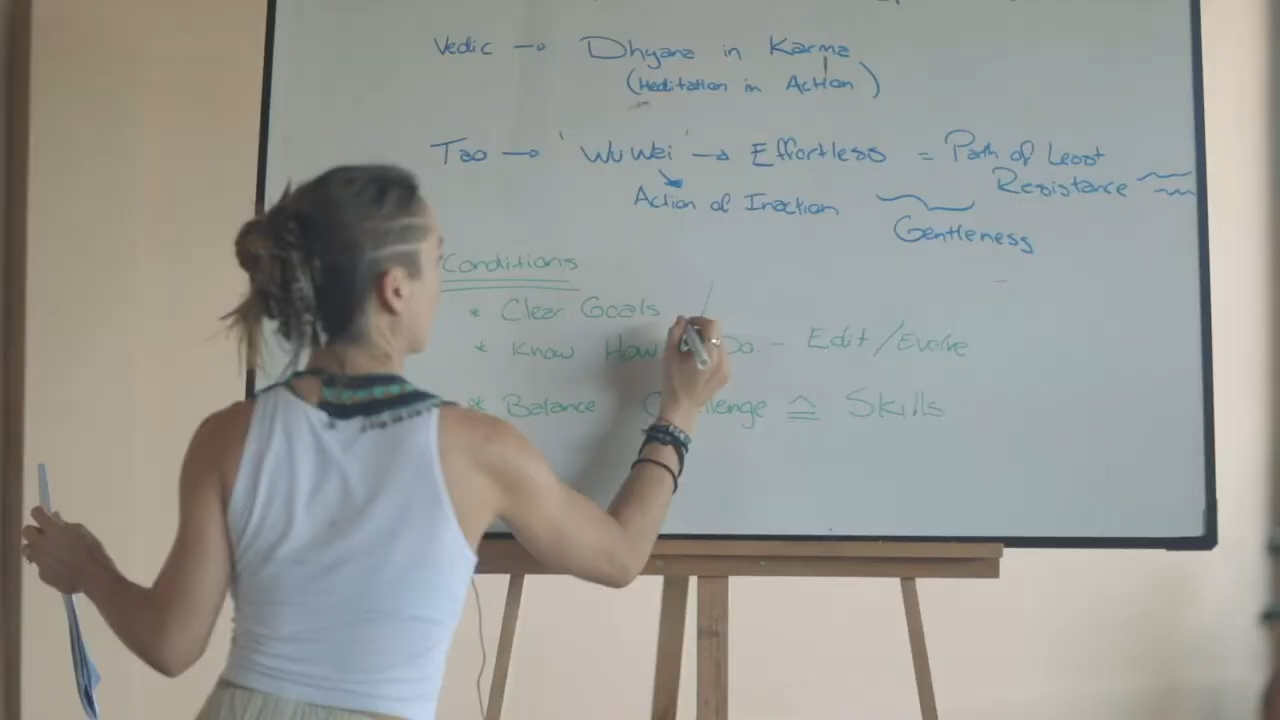 Vedic → Dhyana in Karma
(Meditation in Action)
Tao → 'Wu Wei' → Effortless = Path of Least
Resistance
Action of Inaction
Gentleness
Conditions
* Clear Goals
* Know How Do - Edit/Evolve
* Balance Challenge ≙ Skills